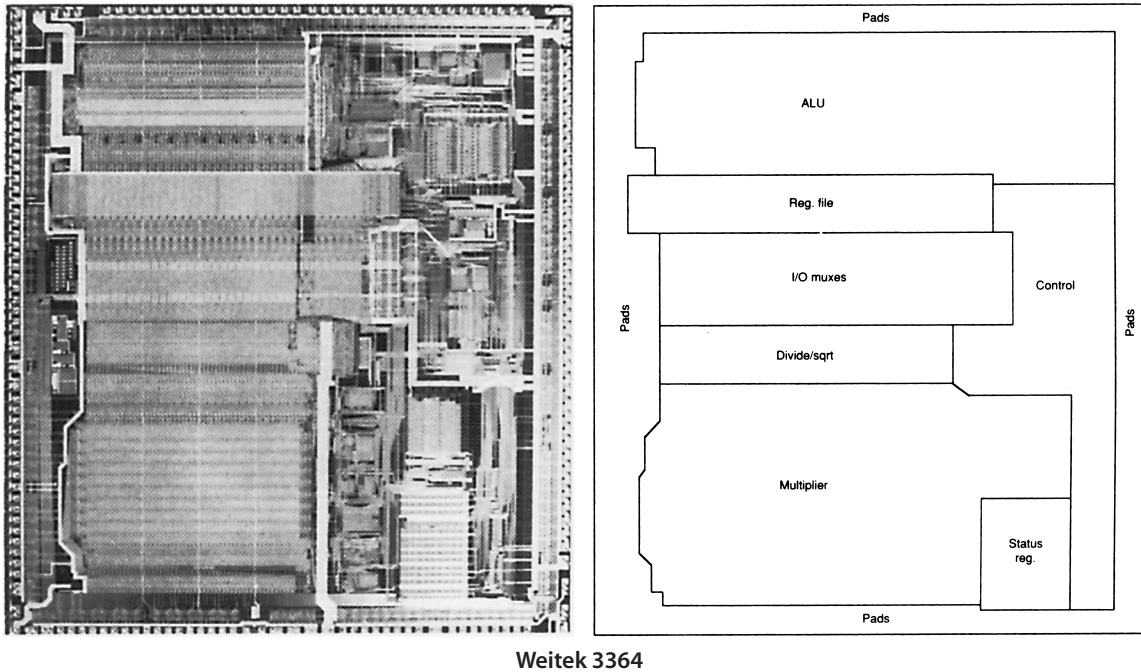 Pads
ALU
Reg. file
I/O muxes
Control
Pads
Pads
Divide/sqrt
Multiplier
Status
reg.
Pads
Weitek 3364